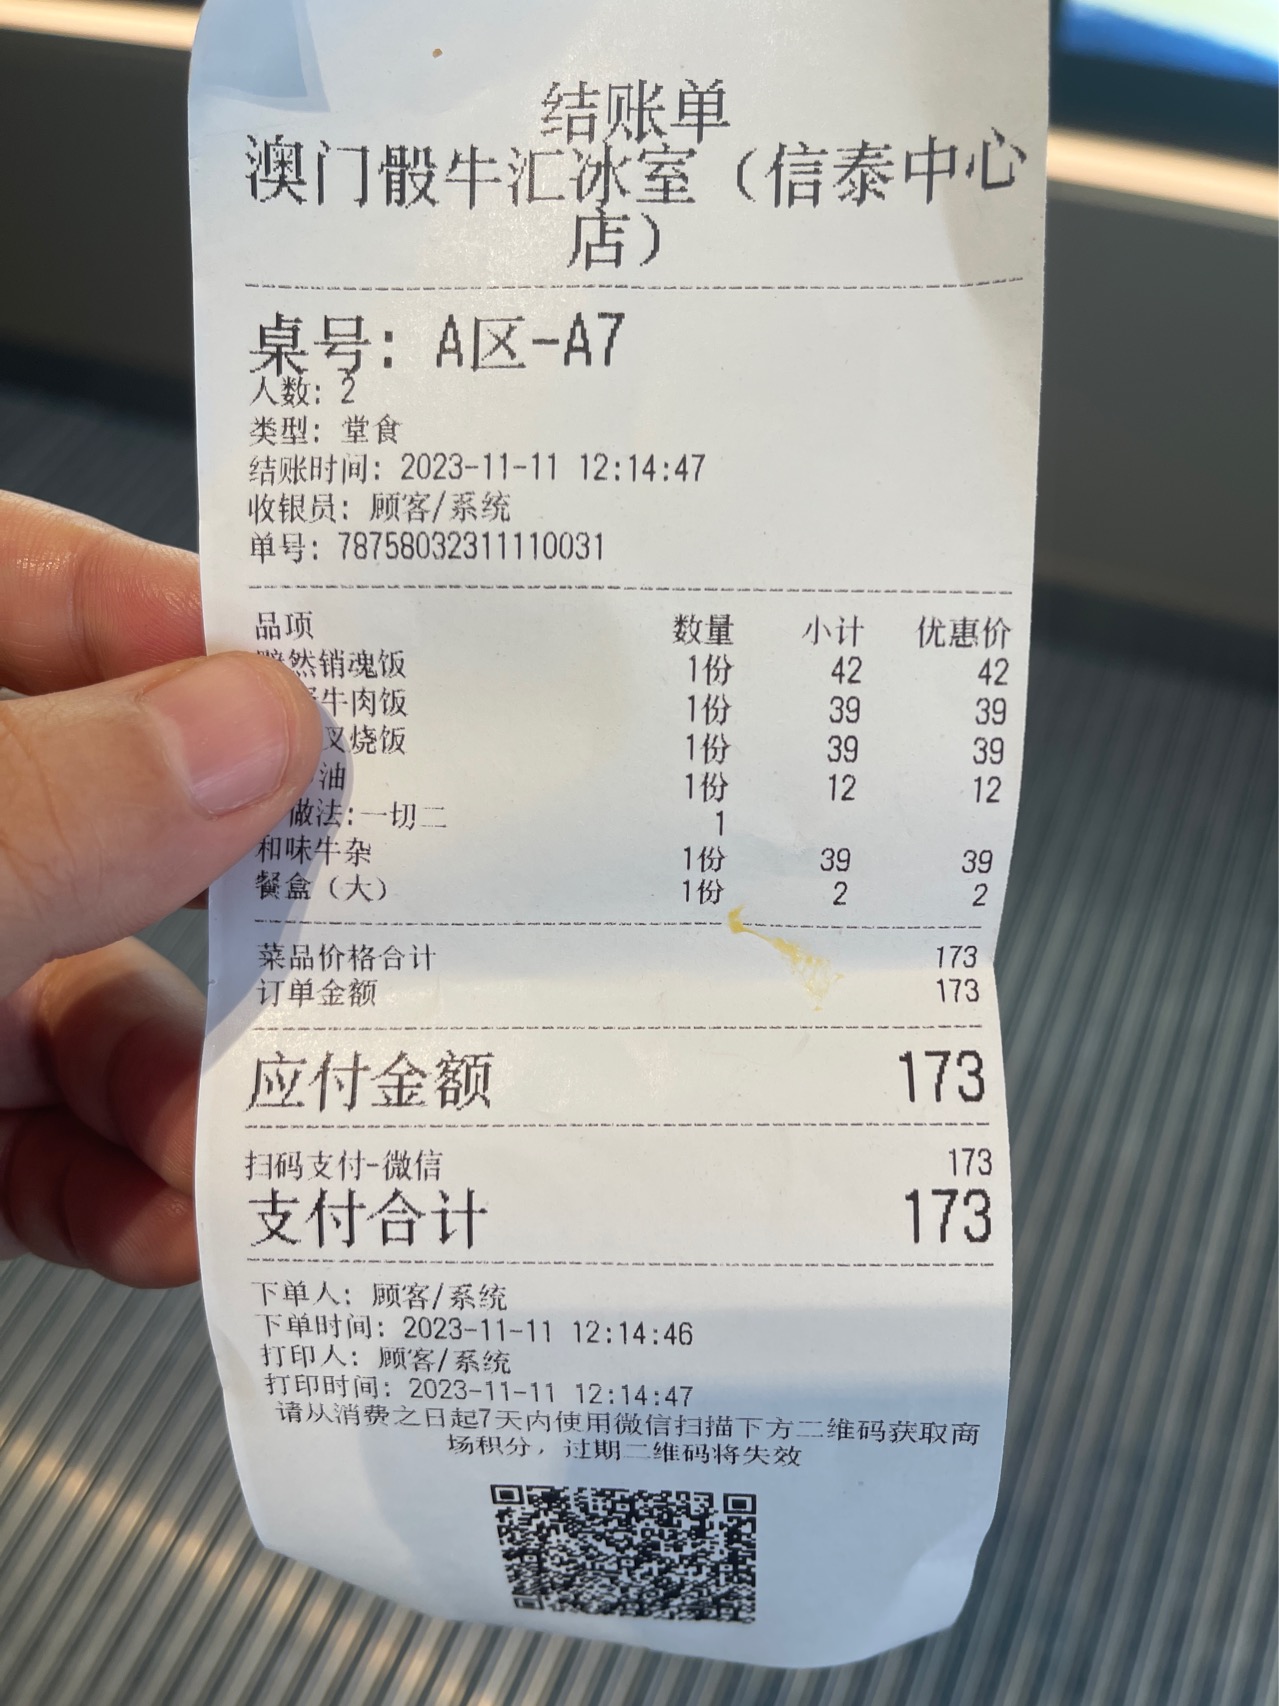 结账单
澳门骰牛汇冰室（信泰中心
店）
桌号：A区-A7
人数：2
类型：堂食
结账时间：2023-11-11 12:14:47
收银员：顾客/系统
单号：78758032311110031
品项 数量 小计 优惠价
黯然销魂饭 1份 42 42
牛肉饭 1份 39 39
叉烧饭 1份 39 39
油 1份 12 12
做法:一切二 1
和味牛杂 1份 39 39
餐盒（大） 1份 2 2
菜品价格合计 173
订单金额 173
应付金额 173
扫码支付-微信 173
支付合计 173
下单人：顾客/系统
下单时间：2023-11-11 12:14:46
打印人：顾客/系统
打印时间：2023-11-11 12:14:47
请从消费之日起7天内使用微信扫描下方二维码获取商
场积分，过期二维码将失效